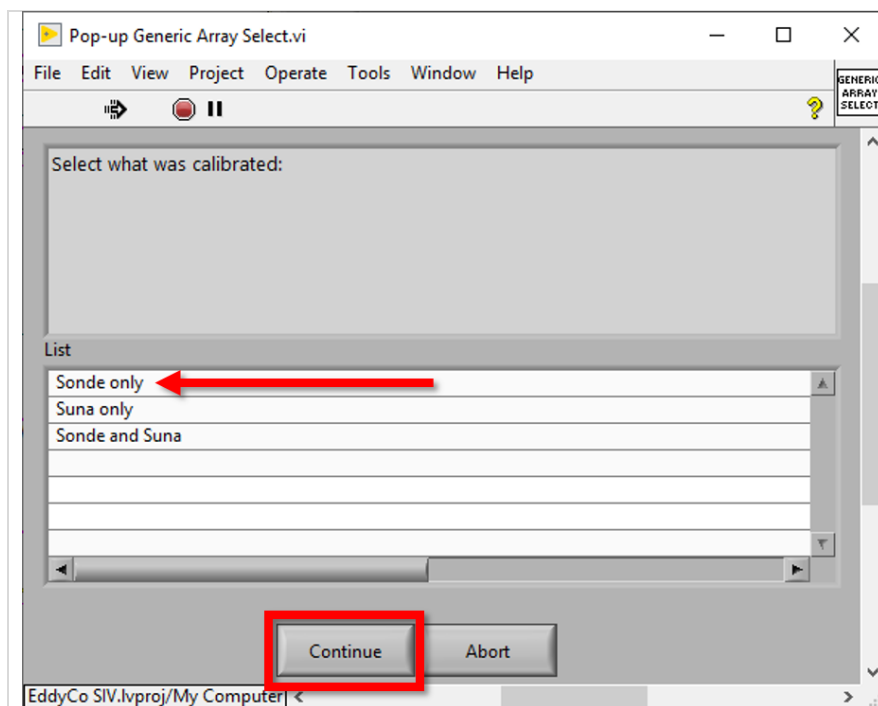 Pop-up Generic Array Select.vi
File Edit View Project Operate Tools Window Help
GENERIC
ARRAY
SELECT
Select what was calibrated:
List
Sonde only
Suna only
Sonde and Suna
Continue Abort
EddyCo SIV.lvproj/My Computer